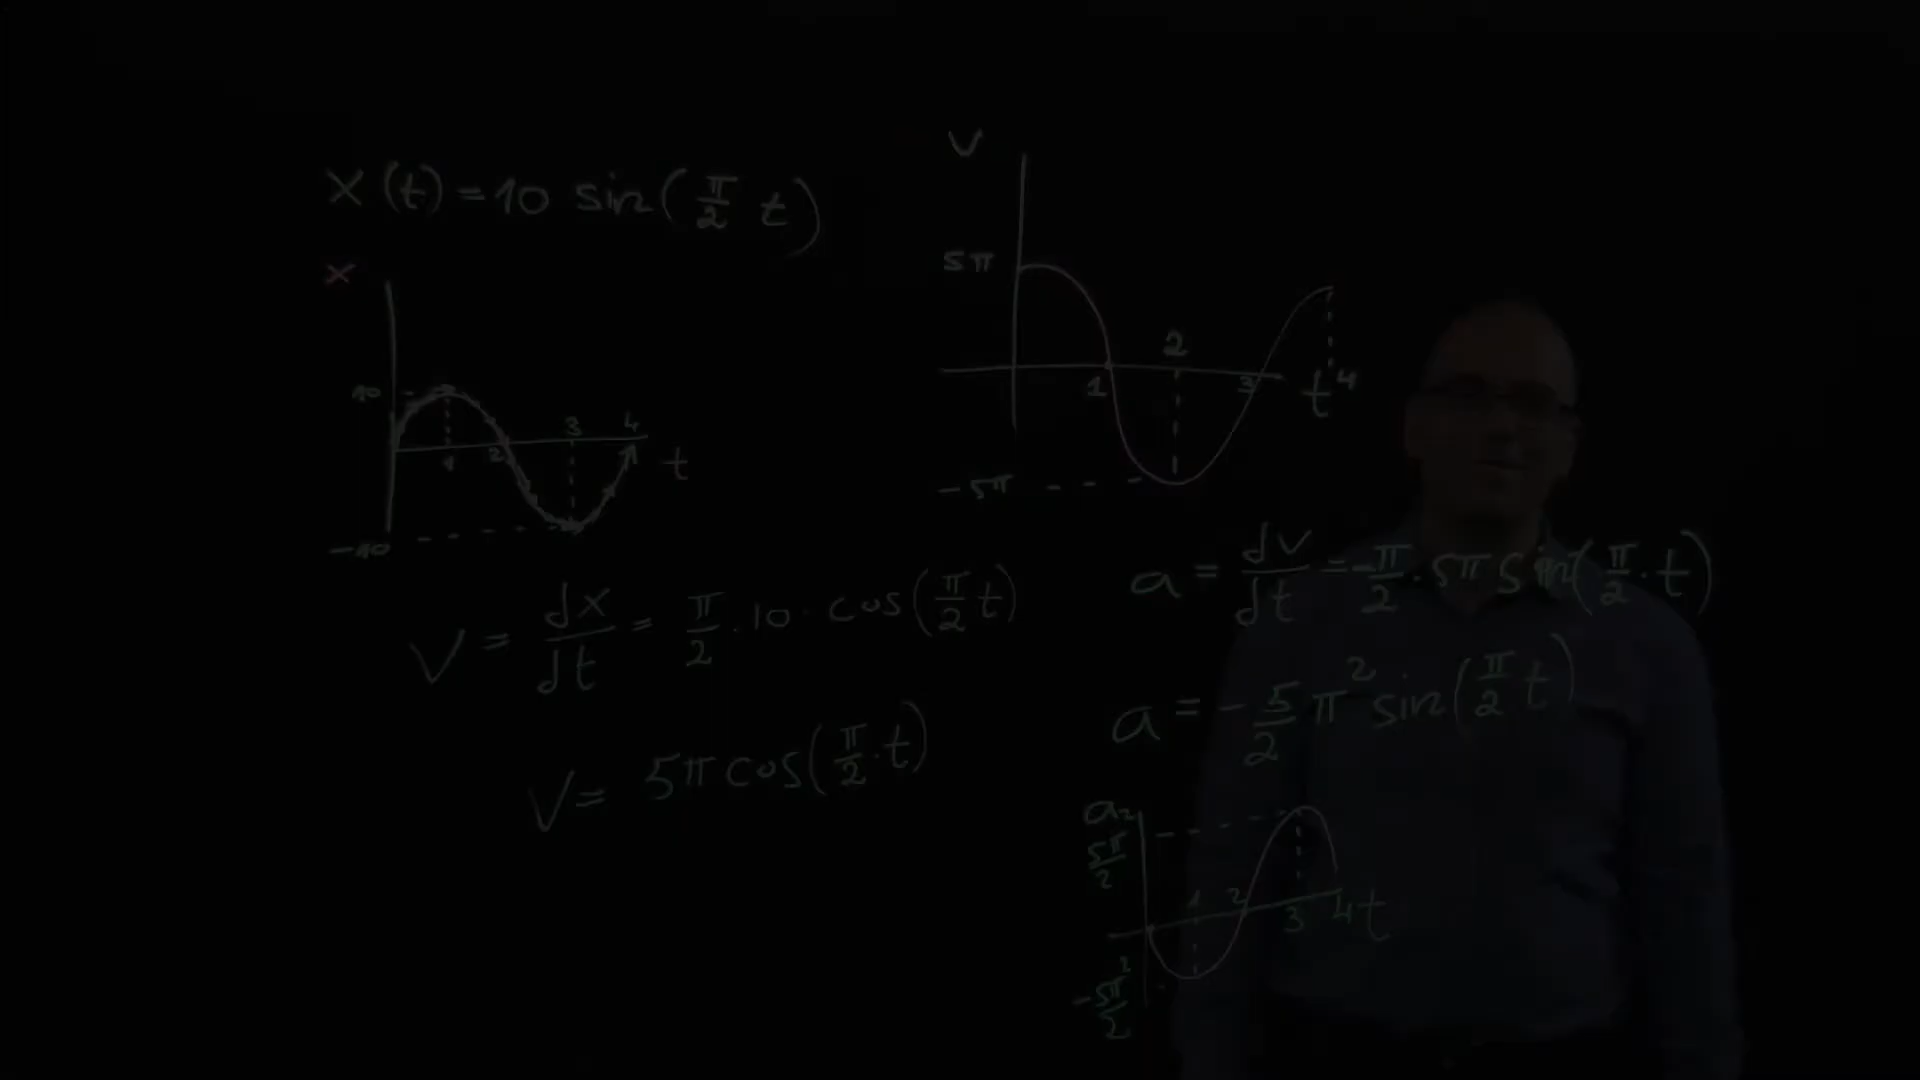 x(t) = 10 sin(π/2 t)
x
10
1 2 3 4
t
-10
V = dx/dt = π/2 · 10 · cos(π/2 t)
V = 5π cos(π/2 · t)
V
5π
1 2 3 4
t
-5π
a = dv/dt = -π/2 · 5π sin(π/2 · t)
a = -5/2 π² sin(π/2 t)
a
5π²/2
1 2 3 4 t
-5π²/2